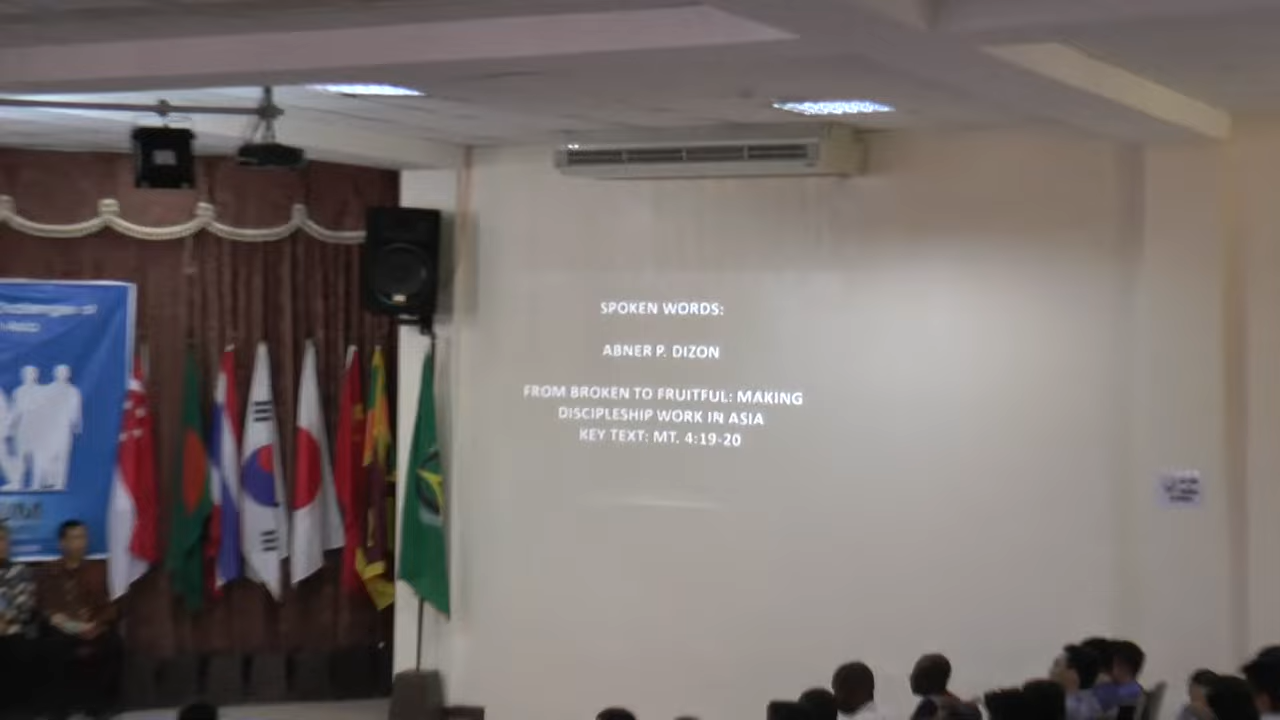 SPOKEN WORDS:
ABNER P. DIZON
FROM BROKEN TO FRUITFUL: MAKING
DISCIPLESHIP WORK IN ASIA
KEY TEXT: MT. 4:19-20